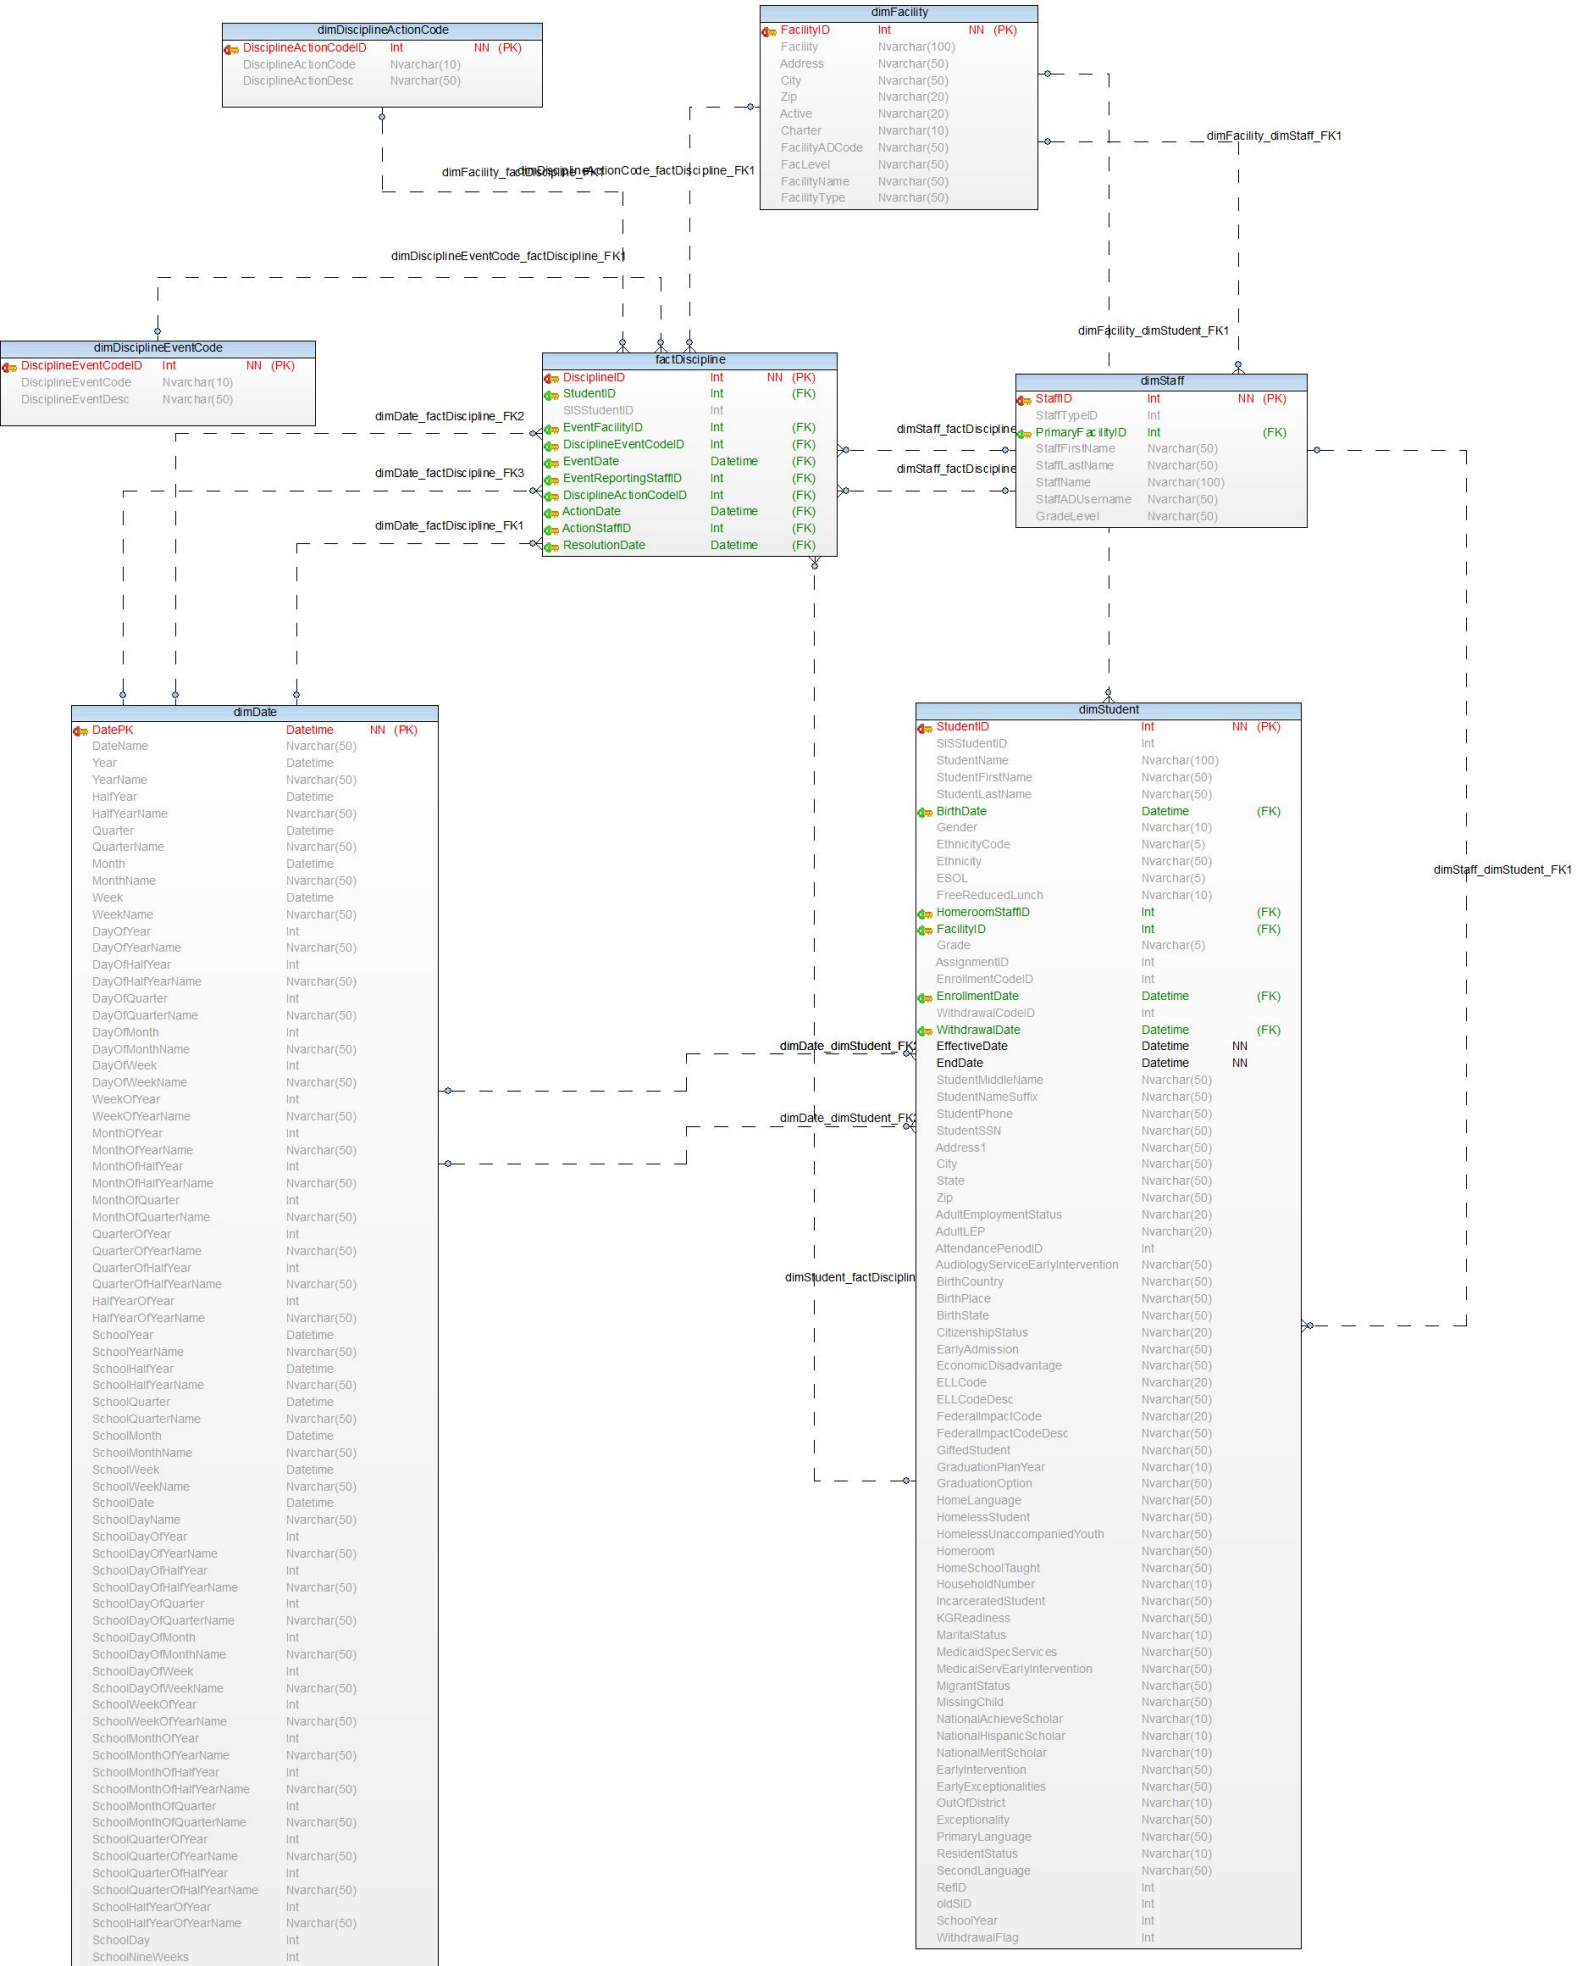 dimDisciplineActionCode
DisciplineActionCodeID Int NN (PK)
DisciplineActionCode Nvarchar(10)
DisciplineActionDesc Nvarchar(50)
dimFacility
FacilityID Int NN (PK)
Facility Nvarchar(100)
Address Nvarchar(50)
City Nvarchar(50)
Zip Nvarchar(20)
Active Nvarchar(20)
Charter Nvarchar(10)
FacilityADCode Nvarchar(50)
FacLevel Nvarchar(50)
FacilityName Nvarchar(50)
FacilityType Nvarchar(50)
dimFacility_dimStaff_FK1
dimFacility_factDiscipline_FK1
dimDisciplineActionCode_factDiscipline_FK1
dimDisciplineEventCode_factDiscipline_FK1
dimFacility_dimStudent_FK1
dimDisciplineEventCode
DisciplineEventCodeID Int NN (PK)
DisciplineEventCode Nvarchar(10)
DisciplineEventDesc Nvarchar(50)
factDiscipline
DisciplineID Int NN (PK)
StudentID Int (FK)
SISStudentID Int
EventFacilityID Int (FK)
DisciplineEventCodeID Int (FK)
EventDate Datetime (FK)
EventReportingStaffID Int (FK)
DisciplineActionCodeID Int (FK)
ActionDate Datetime (FK)
ActionStaffID Int (FK)
ResolutionDate Datetime (FK)
dimDate_factDiscipline_FK2
dimDate_factDiscipline_FK3
dimDate_factDiscipline_FK1
dimStaff_factDiscipline
dimStaff_factDiscipline
dimStaff
StaffID Int NN (PK)
StaffTypeID Int
PrimaryFacilityID Int (FK)
StaffFirstName Nvarchar(50)
StaffLastName Nvarchar(50)
StaffName Nvarchar(100)
StaffADUsername Nvarchar(50)
GradeLevel Nvarchar(50)
dimDate
DatePK Datetime NN (PK)
DateName Nvarchar(50)
Year Datetime
YearName Nvarchar(50)
HalfYear Datetime
HalfYearName Nvarchar(50)
Quarter Datetime
QuarterName Nvarchar(50)
Month Datetime
MonthName Nvarchar(50)
Week Datetime
WeekName Nvarchar(50)
DayOfYear Int
DayOfYearName Nvarchar(50)
DayOfHalfYear Int
DayOfHalfYearName Nvarchar(50)
DayOfQuarter Int
DayOfQuarterName Nvarchar(50)
DayOfMonth Int
DayOfMonthName Nvarchar(50)
DayOfWeek Int
DayOfWeekName Nvarchar(50)
WeekOfYear Int
WeekOfYearName Nvarchar(50)
MonthOfYear Int
MonthOfYearName Nvarchar(50)
MonthOfHalfYear Int
MonthOfHalfYearName Nvarchar(50)
MonthOfQuarter Int
MonthOfQuarterName Nvarchar(50)
QuarterOfYear Int
QuarterOfYearName Nvarchar(50)
QuarterOfHalfYear Int
QuarterOfHalfYearName Nvarchar(50)
HalfYearOfYear Int
HalfYearOfYearName Nvarchar(50)
SchoolYear Datetime
SchoolYearName Nvarchar(50)
SchoolHalfYear Datetime
SchoolHalfYearName Nvarchar(50)
SchoolQuarter Datetime
SchoolQuarterName Nvarchar(50)
SchoolMonth Datetime
SchoolMonthName Nvarchar(50)
SchoolWeek Datetime
SchoolWeekName Nvarchar(50)
SchoolDate Datetime
SchoolDayName Nvarchar(50)
SchoolDayOfYear Int
SchoolDayOfYearName Nvarchar(50)
SchoolDayOfHalfYear Int
SchoolDayOfHalfYearName Nvarchar(50)
SchoolDayOfQuarter Int
SchoolDayOfQuarterName Nvarchar(50)
SchoolDayOfMonth Int
SchoolDayOfMonthName Nvarchar(50)
SchoolDayOfWeek Int
SchoolDayOfWeekName Nvarchar(50)
SchoolWeekOfYear Int
SchoolWeekOfYearName Nvarchar(50)
SchoolMonthOfYear Int
SchoolMonthOfYearName Nvarchar(50)
SchoolMonthOfHalfYear Int
SchoolMonthOfHalfYearName Nvarchar(50)
SchoolMonthOfQuarter Int
SchoolMonthOfQuarterName Nvarchar(50)
SchoolQuarterOfYear Int
SchoolQuarterOfYearName Nvarchar(50)
SchoolQuarterOfHalfYear Int
SchoolQuarterOfHalfYearName Nvarchar(50)
SchoolHalfYearOfYear Int
SchoolHalfYearOfYearName Nvarchar(50)
SchoolDay Int
SchoolNineWeeks Int
dimDate_dimStudent_FK2
dimDate_dimStudent_FK
dimStudent_factDisciplin
dimStudent
StudentID Int NN (PK)
SISStudentID Int
StudentName Nvarchar(100)
StudentFirstName Nvarchar(50)
StudentLastName Nvarchar(50)
BirthDate Datetime (FK)
Gender Nvarchar(10)
EthnicityCode Nvarchar(5)
Ethnicity Nvarchar(50)
ESOL Nvarchar(5)
FreeReducedLunch Nvarchar(10)
HomeroomStaffID Int (FK)
FacilityID Int (FK)
Grade Nvarchar(5)
AssignmentID Int
EnrollmentCodeID Int
EnrollmentDate Datetime (FK)
WithdrawalCodeID Int
WithdrawalDate Datetime (FK)
EffectiveDate Datetime NN
EndDate Datetime NN
StudentMiddleName Nvarchar(50)
StudentNameSuffix Nvarchar(50)
StudentPhone Nvarchar(50)
StudentSSN Nvarchar(50)
Address1 Nvarchar(50)
City Nvarchar(50)
State Nvarchar(50)
Zip Nvarchar(50)
AdultEmploymentStatus Nvarchar(20)
AdultLEP Nvarchar(20)
AttendancePeriodID Int
AudiologyServiceEarlyIntervention Nvarchar(50)
BirthCountry Nvarchar(50)
BirthPlace Nvarchar(50)
BirthState Nvarchar(50)
CitizenshipStatus Nvarchar(20)
EarlyAdmission Nvarchar(50)
EconomicDisadvantage Nvarchar(50)
ELLCode Nvarchar(20)
ELLCodeDesc Nvarchar(50)
FederalImpactCode Nvarchar(20)
FederalImpactCodeDesc Nvarchar(50)
GiftedStudent Nvarchar(50)
GraduationPlanYear Nvarchar(10)
GraduationOption Nvarchar(50)
HomeLanguage Nvarchar(50)
HomelessStudent Nvarchar(50)
HomelessUnaccompaniedYouth Nvarchar(50)
Homeroom Nvarchar(50)
HomeSchoolTaught Nvarchar(50)
HouseholdNumber Nvarchar(10)
IncarceratedStudent Nvarchar(50)
KGReadiness Nvarchar(50)
MaritalStatus Nvarchar(10)
MedicaidSpecServices Nvarchar(50)
MedicalServEarlyIntervention Nvarchar(50)
MigrantStatus Nvarchar(50)
MissingChild Nvarchar(50)
NationalAchieveScholar Nvarchar(10)
NationalHispanicScholar Nvarchar(10)
NationalMeritScholar Nvarchar(10)
EarlyIntervention Nvarchar(50)
EarlyExceptionalities Nvarchar(50)
OutOfDistrict Nvarchar(10)
Exceptionality Nvarchar(50)
PrimaryLanguage Nvarchar(50)
ResidentStatus Nvarchar(10)
SecondLanguage Nvarchar(50)
RefID Int
oldSID Int
SchoolYear Int
WithdrawalFlag Int
dimStaff_dimStudent_FK1